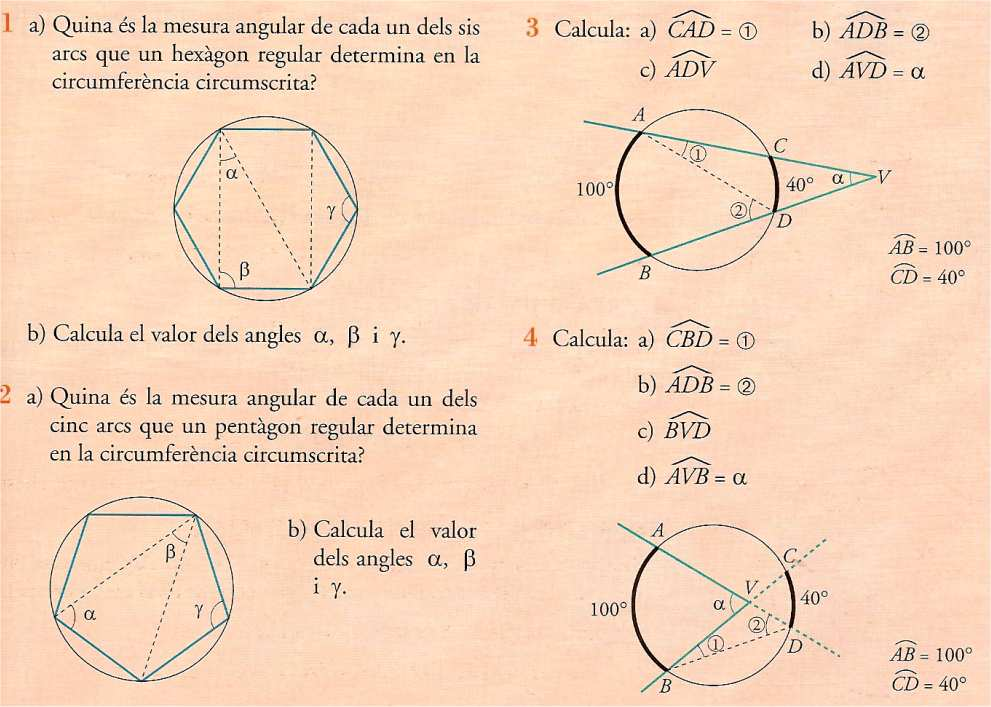 1 a) Quina és la mesura angular de cada un dels sis
arcs que un hexàgon regular determina en la
circumferència circumscrita?
α
γ
β
b) Calcula el valor dels angles α, β i γ.
2 a) Quina és la mesura angular de cada un dels
cinc arcs que un pentàgon regular determina
en la circumferència circumscrita?
b) Calcula el valor
dels angles α, β
i γ.
β
α
γ
3 Calcula: a) CAD = ① b) ADB = ②
c) ADV d) AVD = α
A
C
①
100°
40°
α
V
②
D
B
AB = 100°
CD = 40°
4 Calcula: a) CBD = ①
b) ADB = ②
c) BVD
d) AVB = α
A
C
V
100°
α
40°
②
①
D
B
AB = 100°
CD = 40°